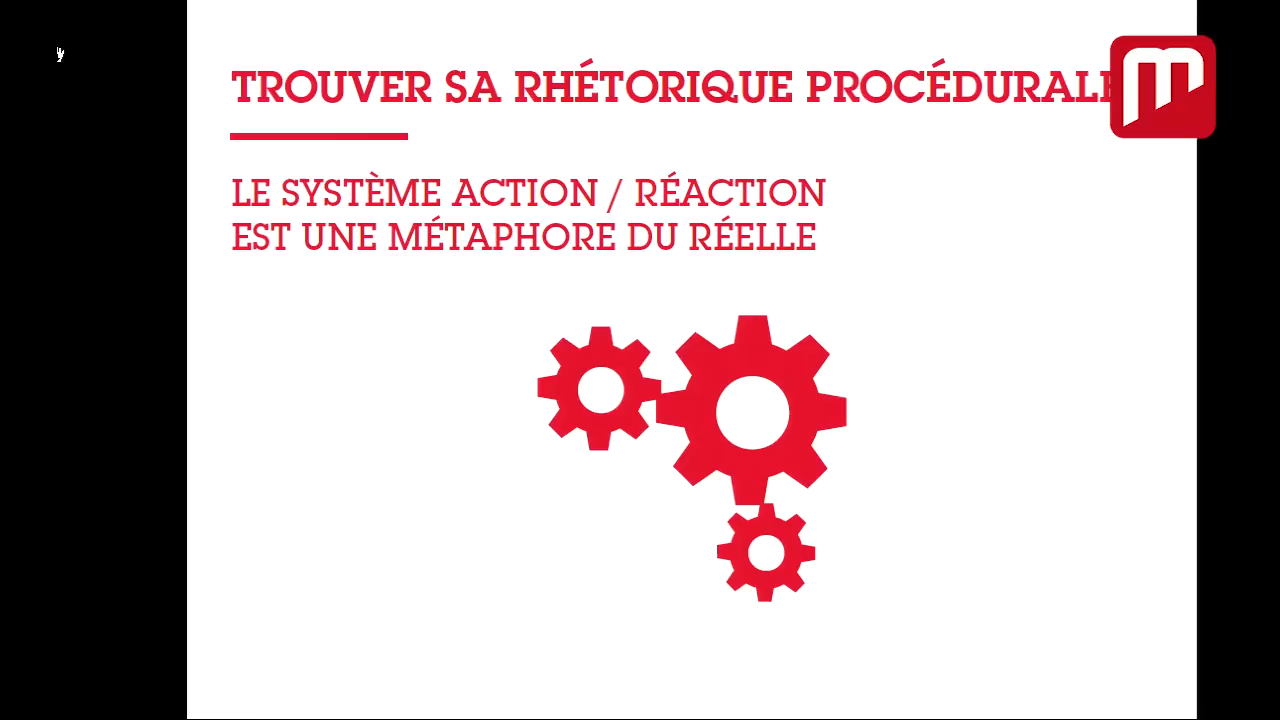 TROUVER SA RHÉTORIQUE PROCÉDURALE
LE SYSTÈME ACTION / RÉACTION
EST UNE MÉTAPHORE DU RÉELLE